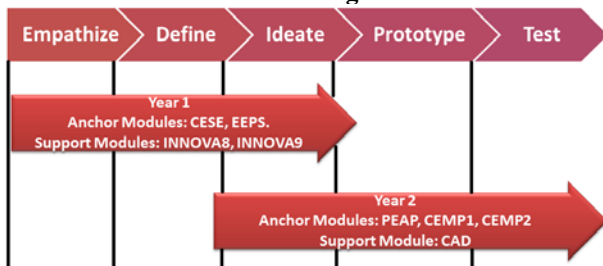 Empathize Define Ideate Prototype Test
Year 1
Anchor Modules: CESE, EEPS.
Support Modules: INNOVA8, INNOVA9
Year 2
Anchor Modules: PEAP, CEMP1, CEMP2
Support Module: CAD